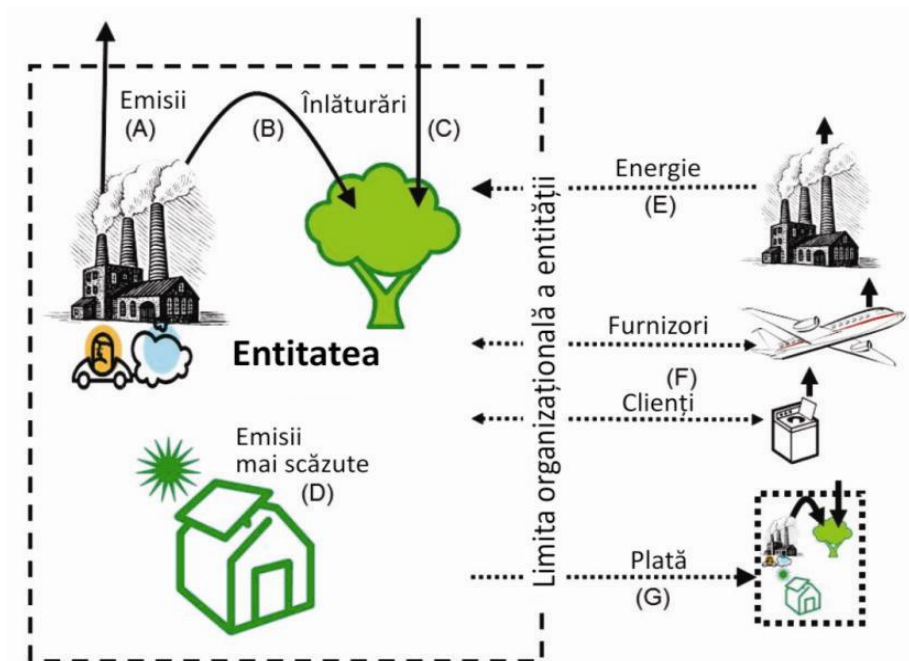 Emisii
(A)
(B)
Înlăturări
(C)
Energie
(E)
Furnizori
(F)
Clienți
Entitatea
Emisii
mai scăzute
(D)
Limita organizațională a entității
Plată
(G)